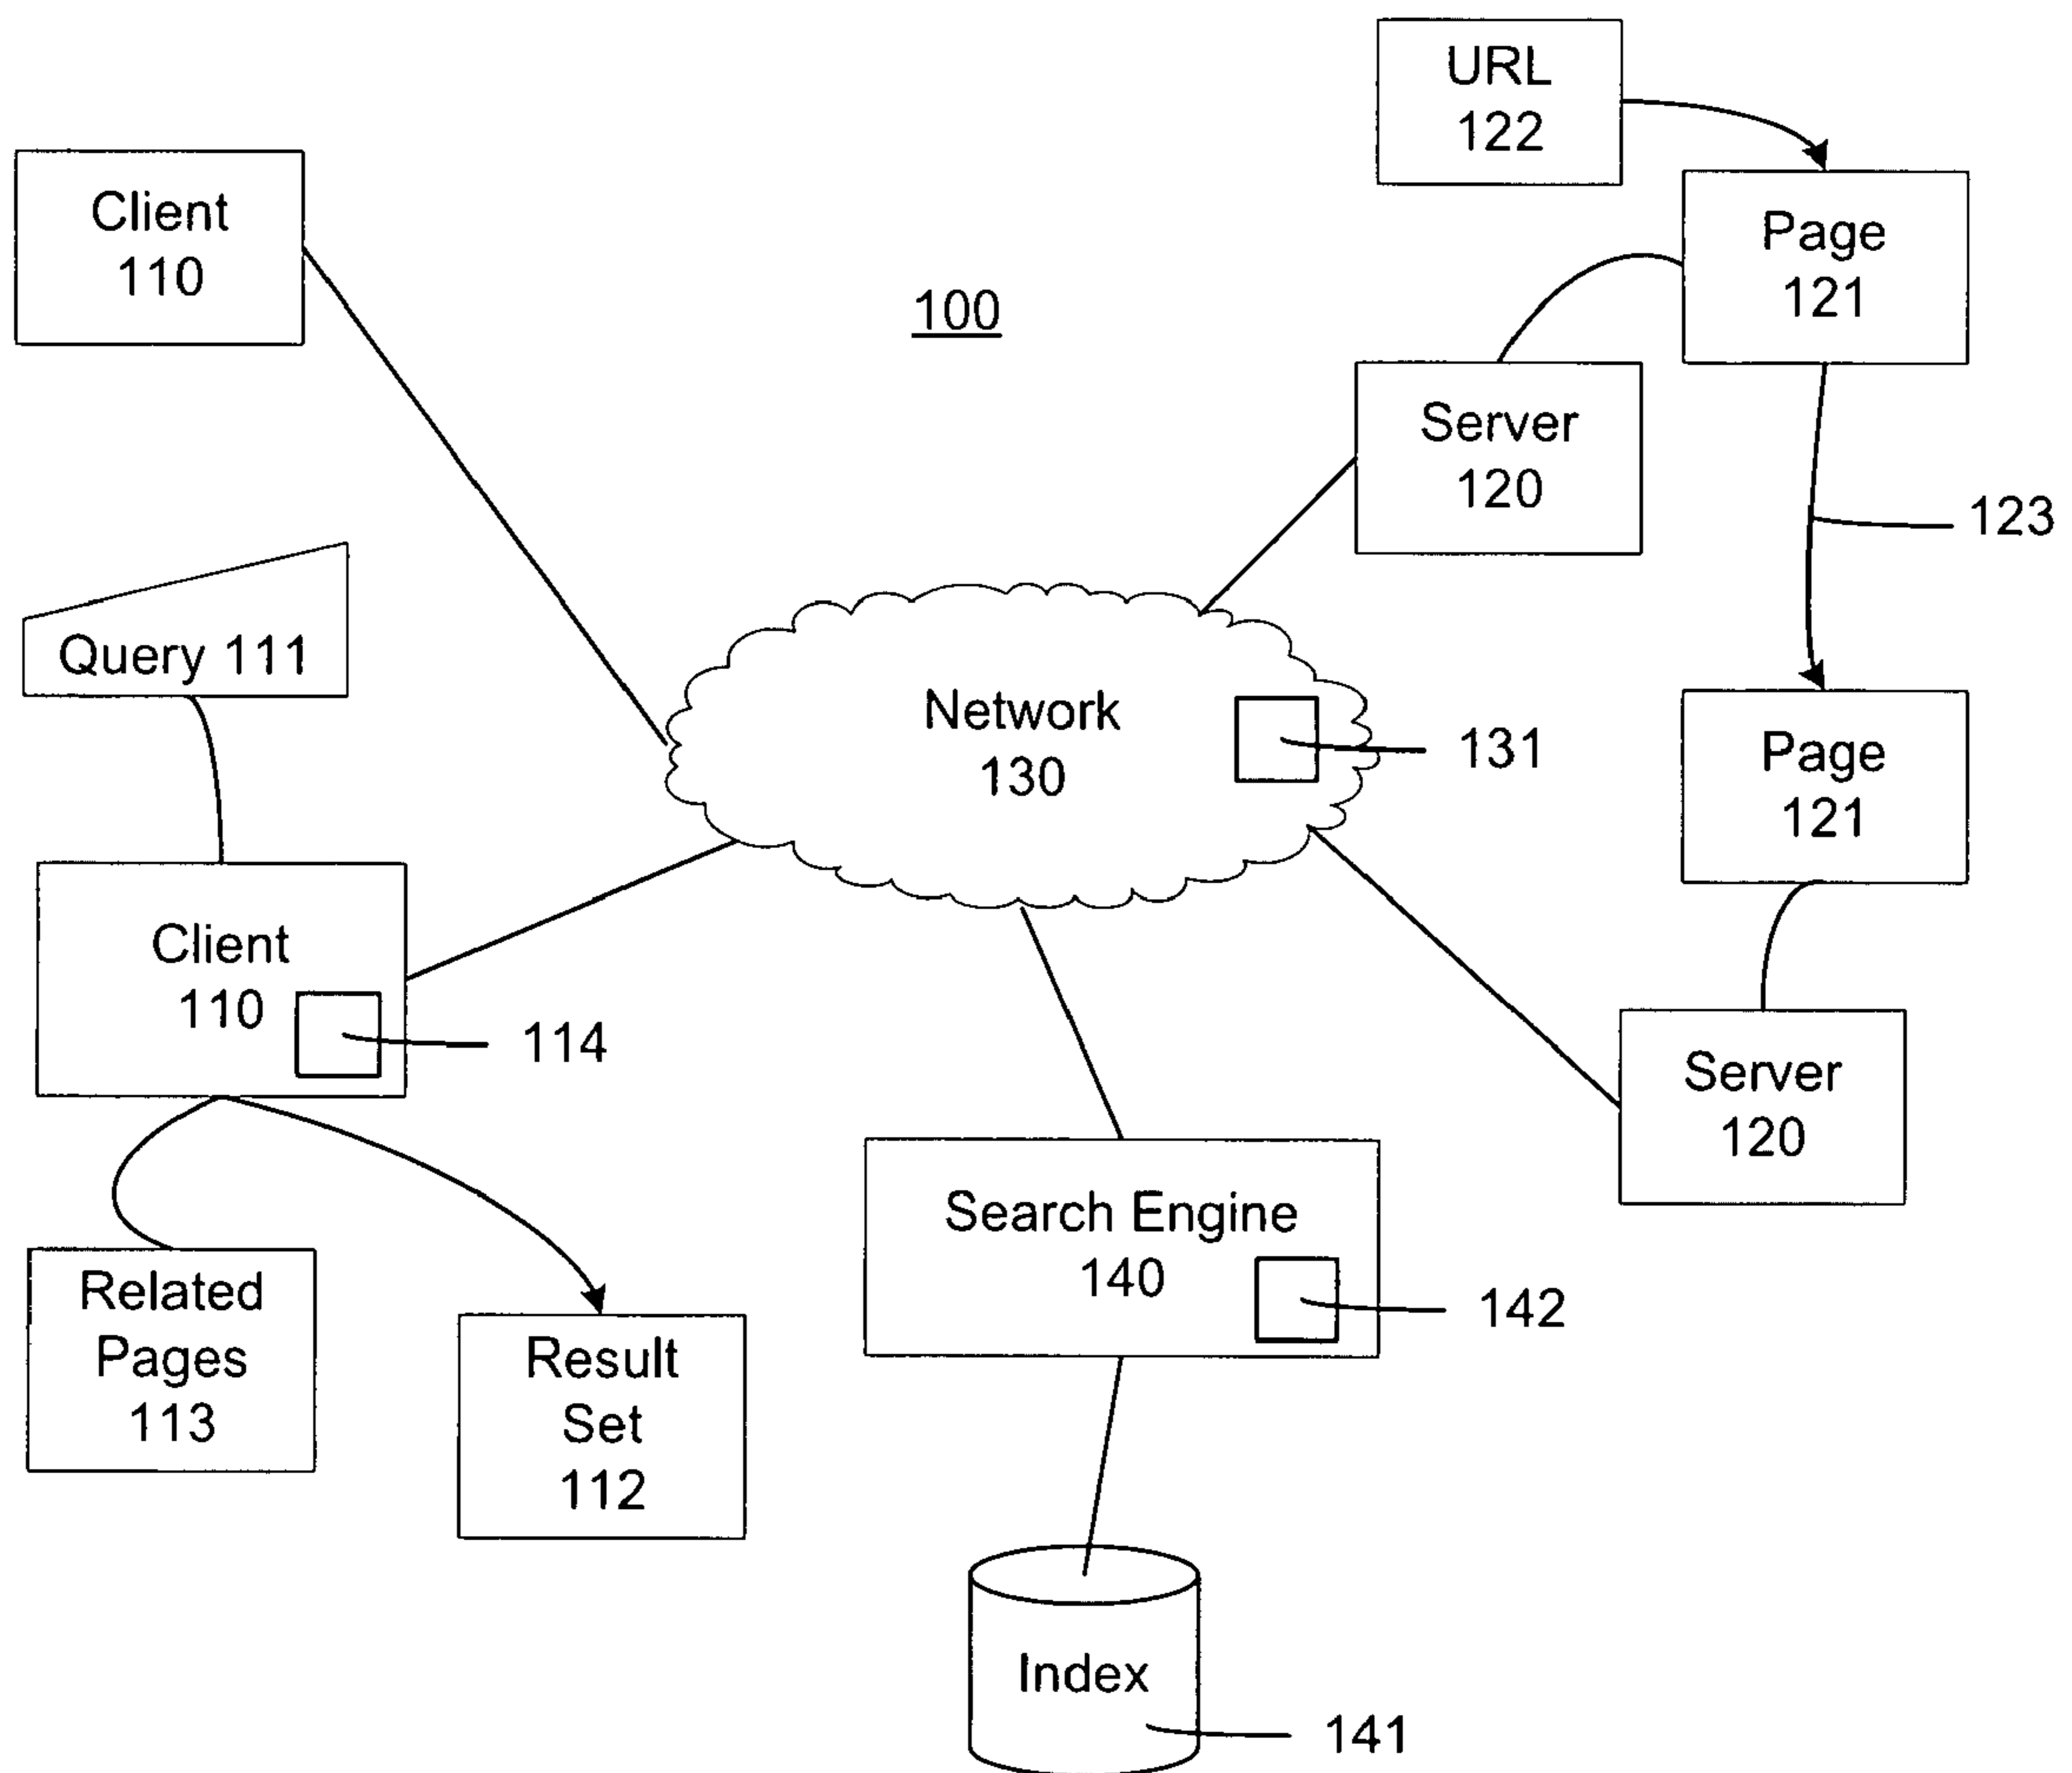 URL
122
Client
110
Page
121
100
Server
120
123
Query 111
Network
130
131
Page
121
Client
110
114
Server
120
Search Engine
140
142
Related
Pages
113
Result
Set
112
Index
141